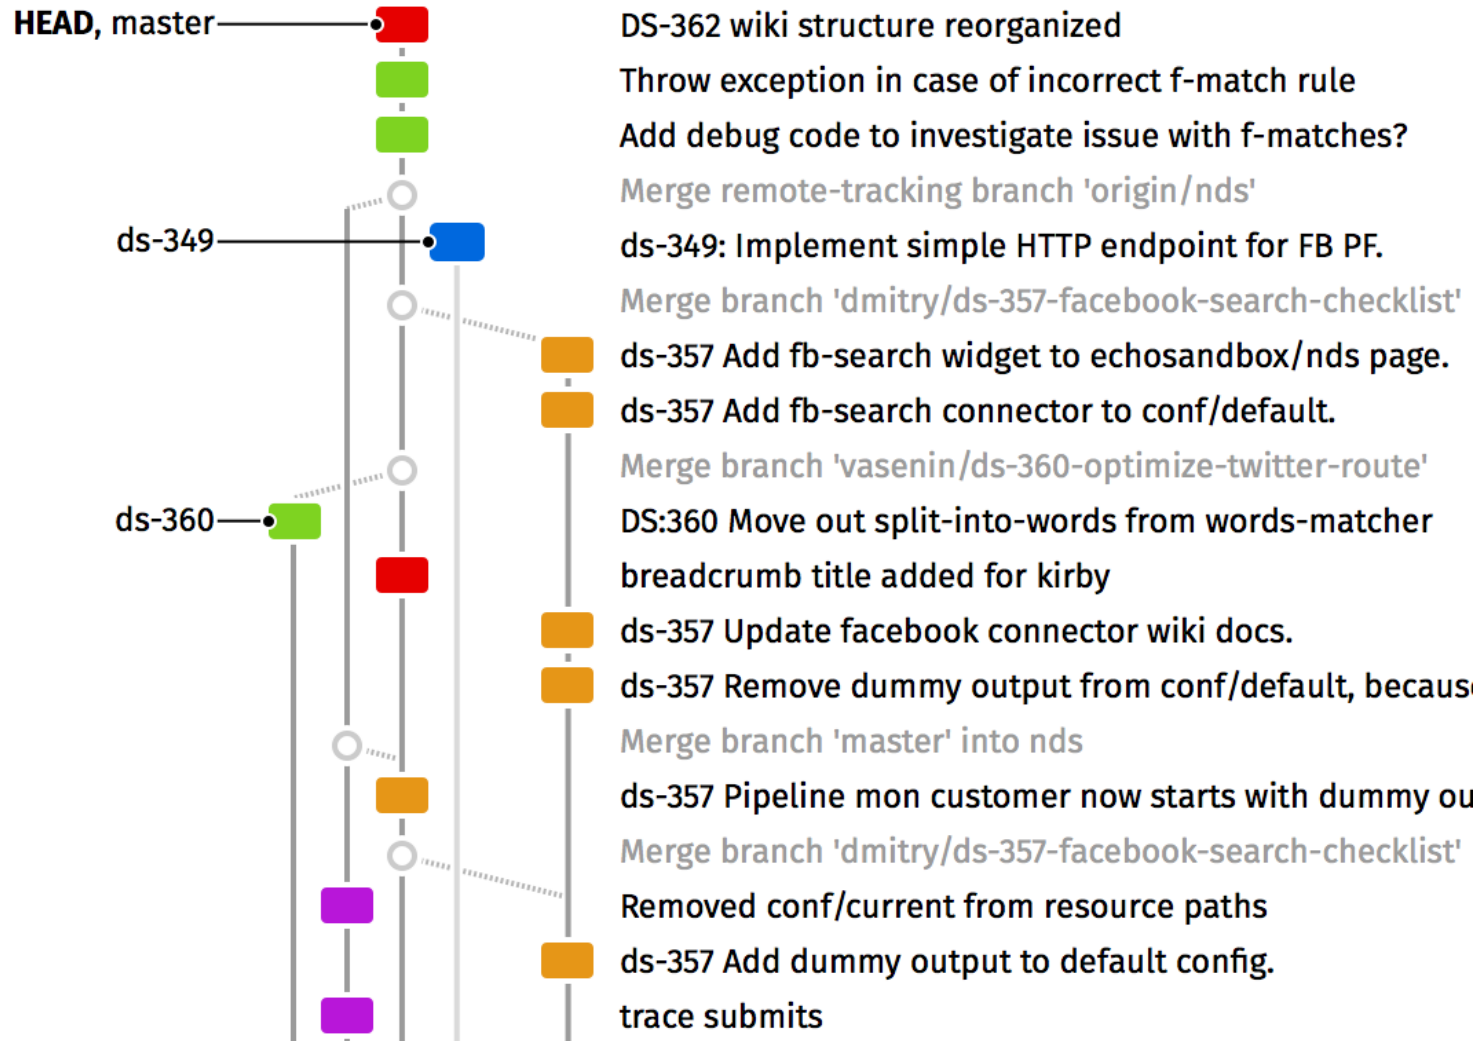 HEAD, master DS-362 wiki structure reorganized
Throw exception in case of incorrect f-match rule
Add debug code to investigate issue with f-matches?
Merge remote-tracking branch 'origin/nds'
ds-349 ds-349: Implement simple HTTP endpoint for FB PF.
Merge branch 'dmitry/ds-357-facebook-search-checklist'
ds-357 Add fb-search widget to echosandbox/nds page.
ds-357 Add fb-search connector to conf/default.
Merge branch 'vasenin/ds-360-optimize-twitter-route'
ds-360 DS:360 Move out split-into-words from words-matcher
breadcrumb title added for kirby
ds-357 Update facebook connector wiki docs.
ds-357 Remove dummy output from conf/default, because
Merge branch 'master' into nds
ds-357 Pipeline mon customer now starts with dummy ou
Merge branch 'dmitry/ds-357-facebook-search-checklist'
Removed conf/current from resource paths
ds-357 Add dummy output to default config.
trace submits